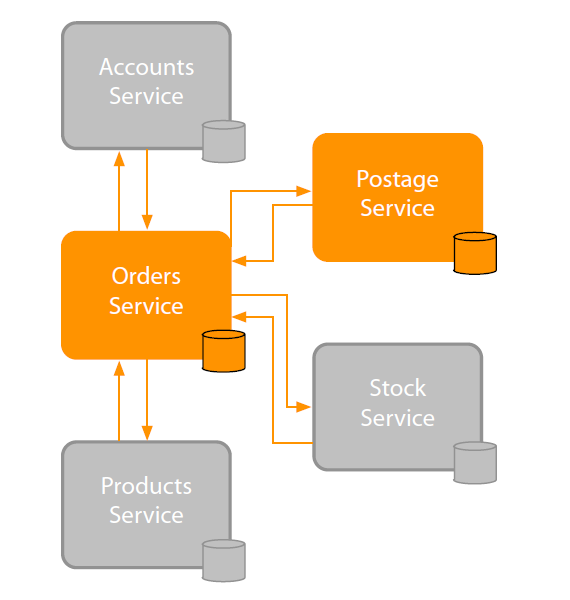 Accounts
Service
Postage
Service
Orders
Service
Stock
Service
Products
Service